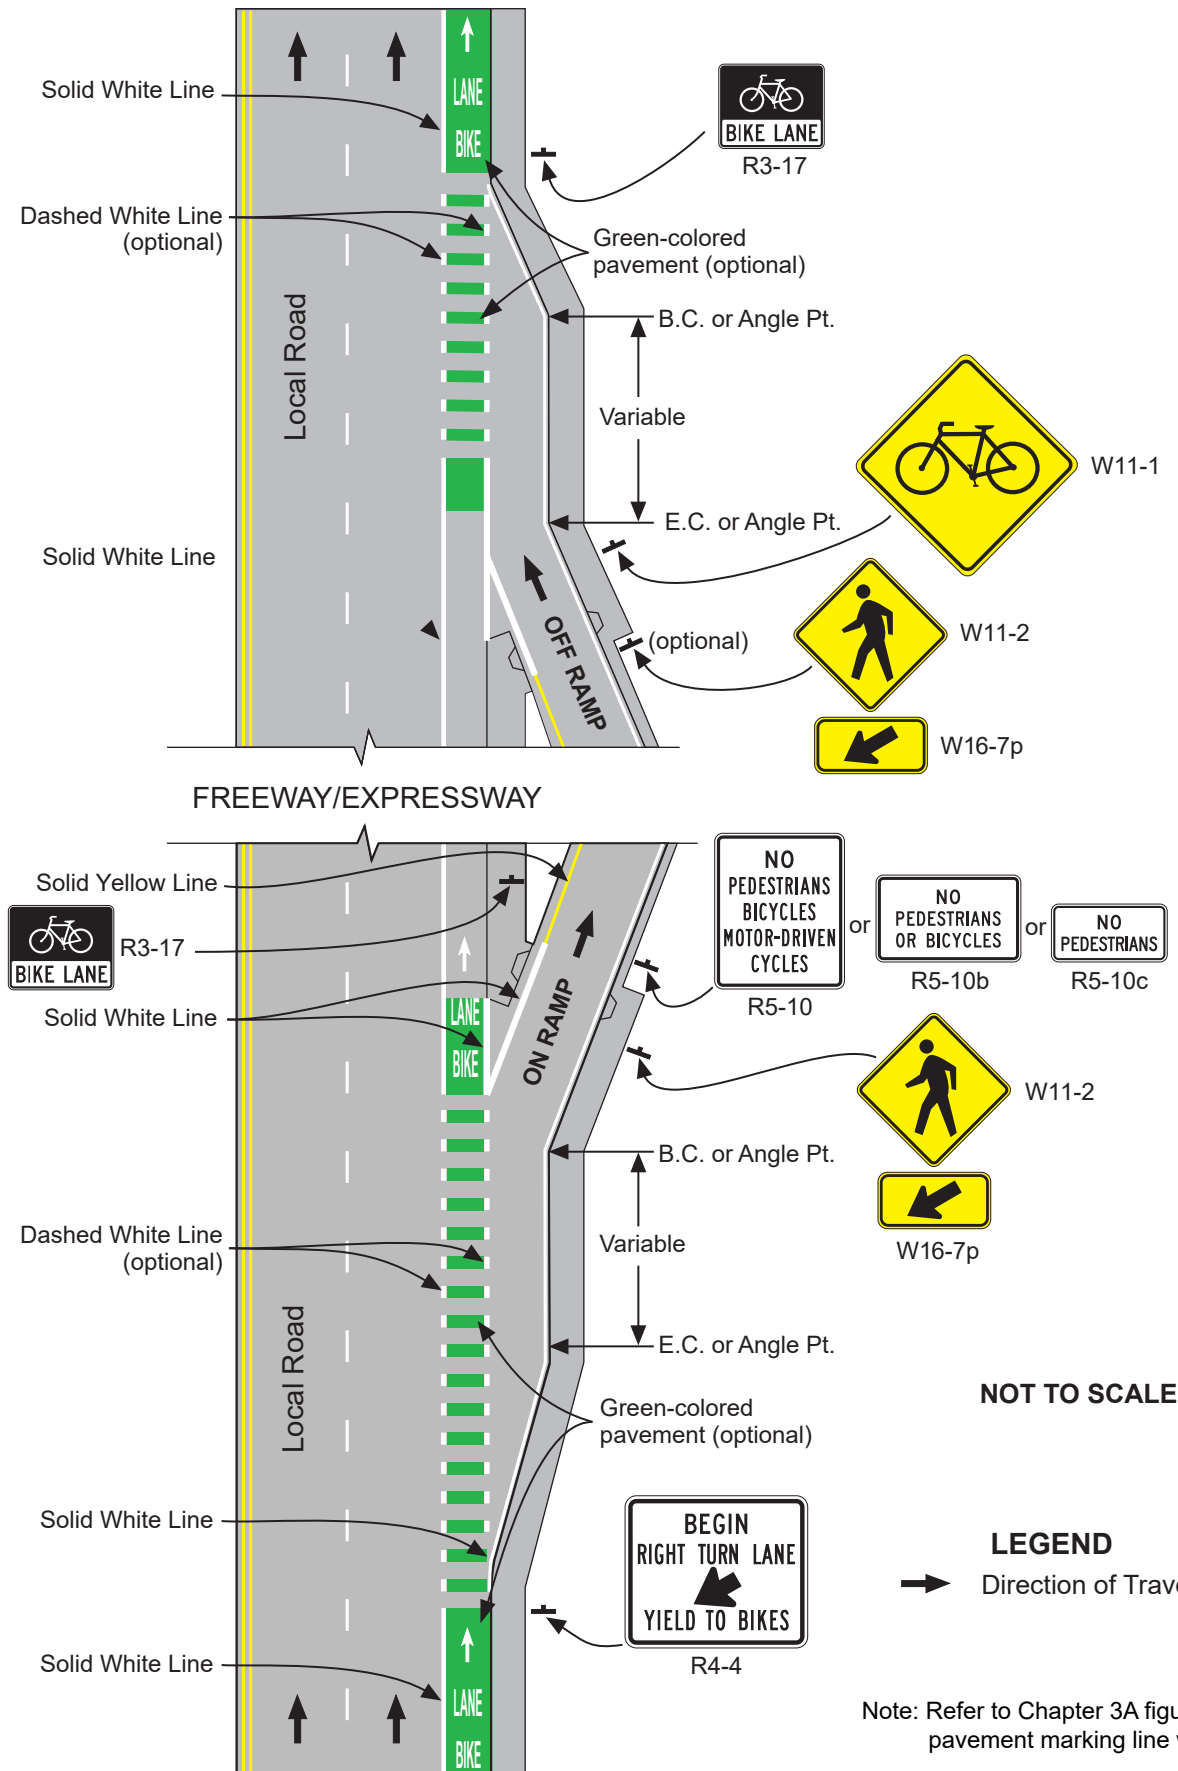 LANE
BIKE
Solid White Line
BIKE LANE
R3-17
Dashed White Line
(optional)
Green-colored
pavement (optional)
Local Road
B.C. or Angle Pt.
Variable
W11-1
E.C. or Angle Pt.
Solid White Line
OFF RAMP
(optional)
W11-2
W16-7p
FREEWAY/EXPRESSWAY
Solid Yellow Line
NO
PEDESTRIANS
BICYCLES
MOTOR-DRIVEN
CYCLES
R5-10
or
NO
PEDESTRIANS
OR BICYCLES
R5-10b
or
NO
PEDESTRIANS
R5-10c
BIKE LANE
R3-17
Solid White Line
LANE
BIKE
ON RAMP
W11-2
B.C. or Angle Pt.
Dashed White Line
(optional)
Variable
W16-7p
Local Road
E.C. or Angle Pt.
NOT TO SCALE
Green-colored
pavement (optional)
Solid White Line
BEGIN
RIGHT TURN LANE
YIELD TO BIKES
R4-4
LEGEND
Direction of Trave
Solid White Line
LANE
BIKE
Note: Refer to Chapter 3A figu
pavement marking line